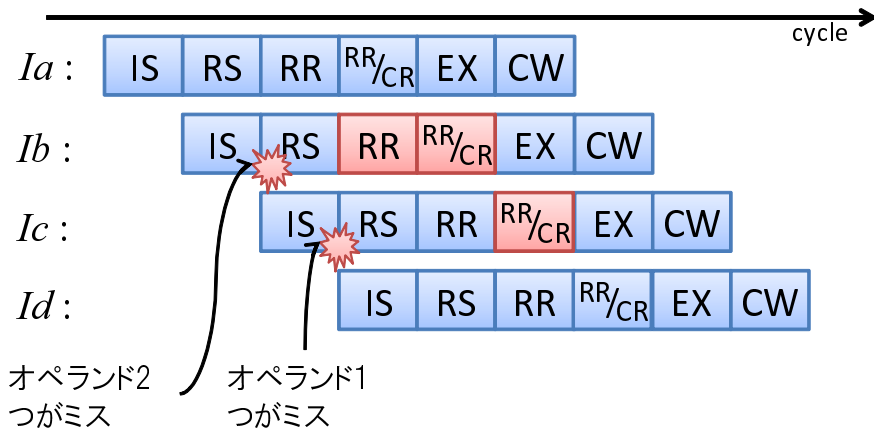 cycle
Ia : IS RS RR RR/CR EX CW
Ib : IS RS RR RR/CR EX CW
Ic : IS RS RR RR/CR EX CW
Id : IS RS RR RR/CR EX CW
オペランド2
つがミス
オペランド1
つがミス